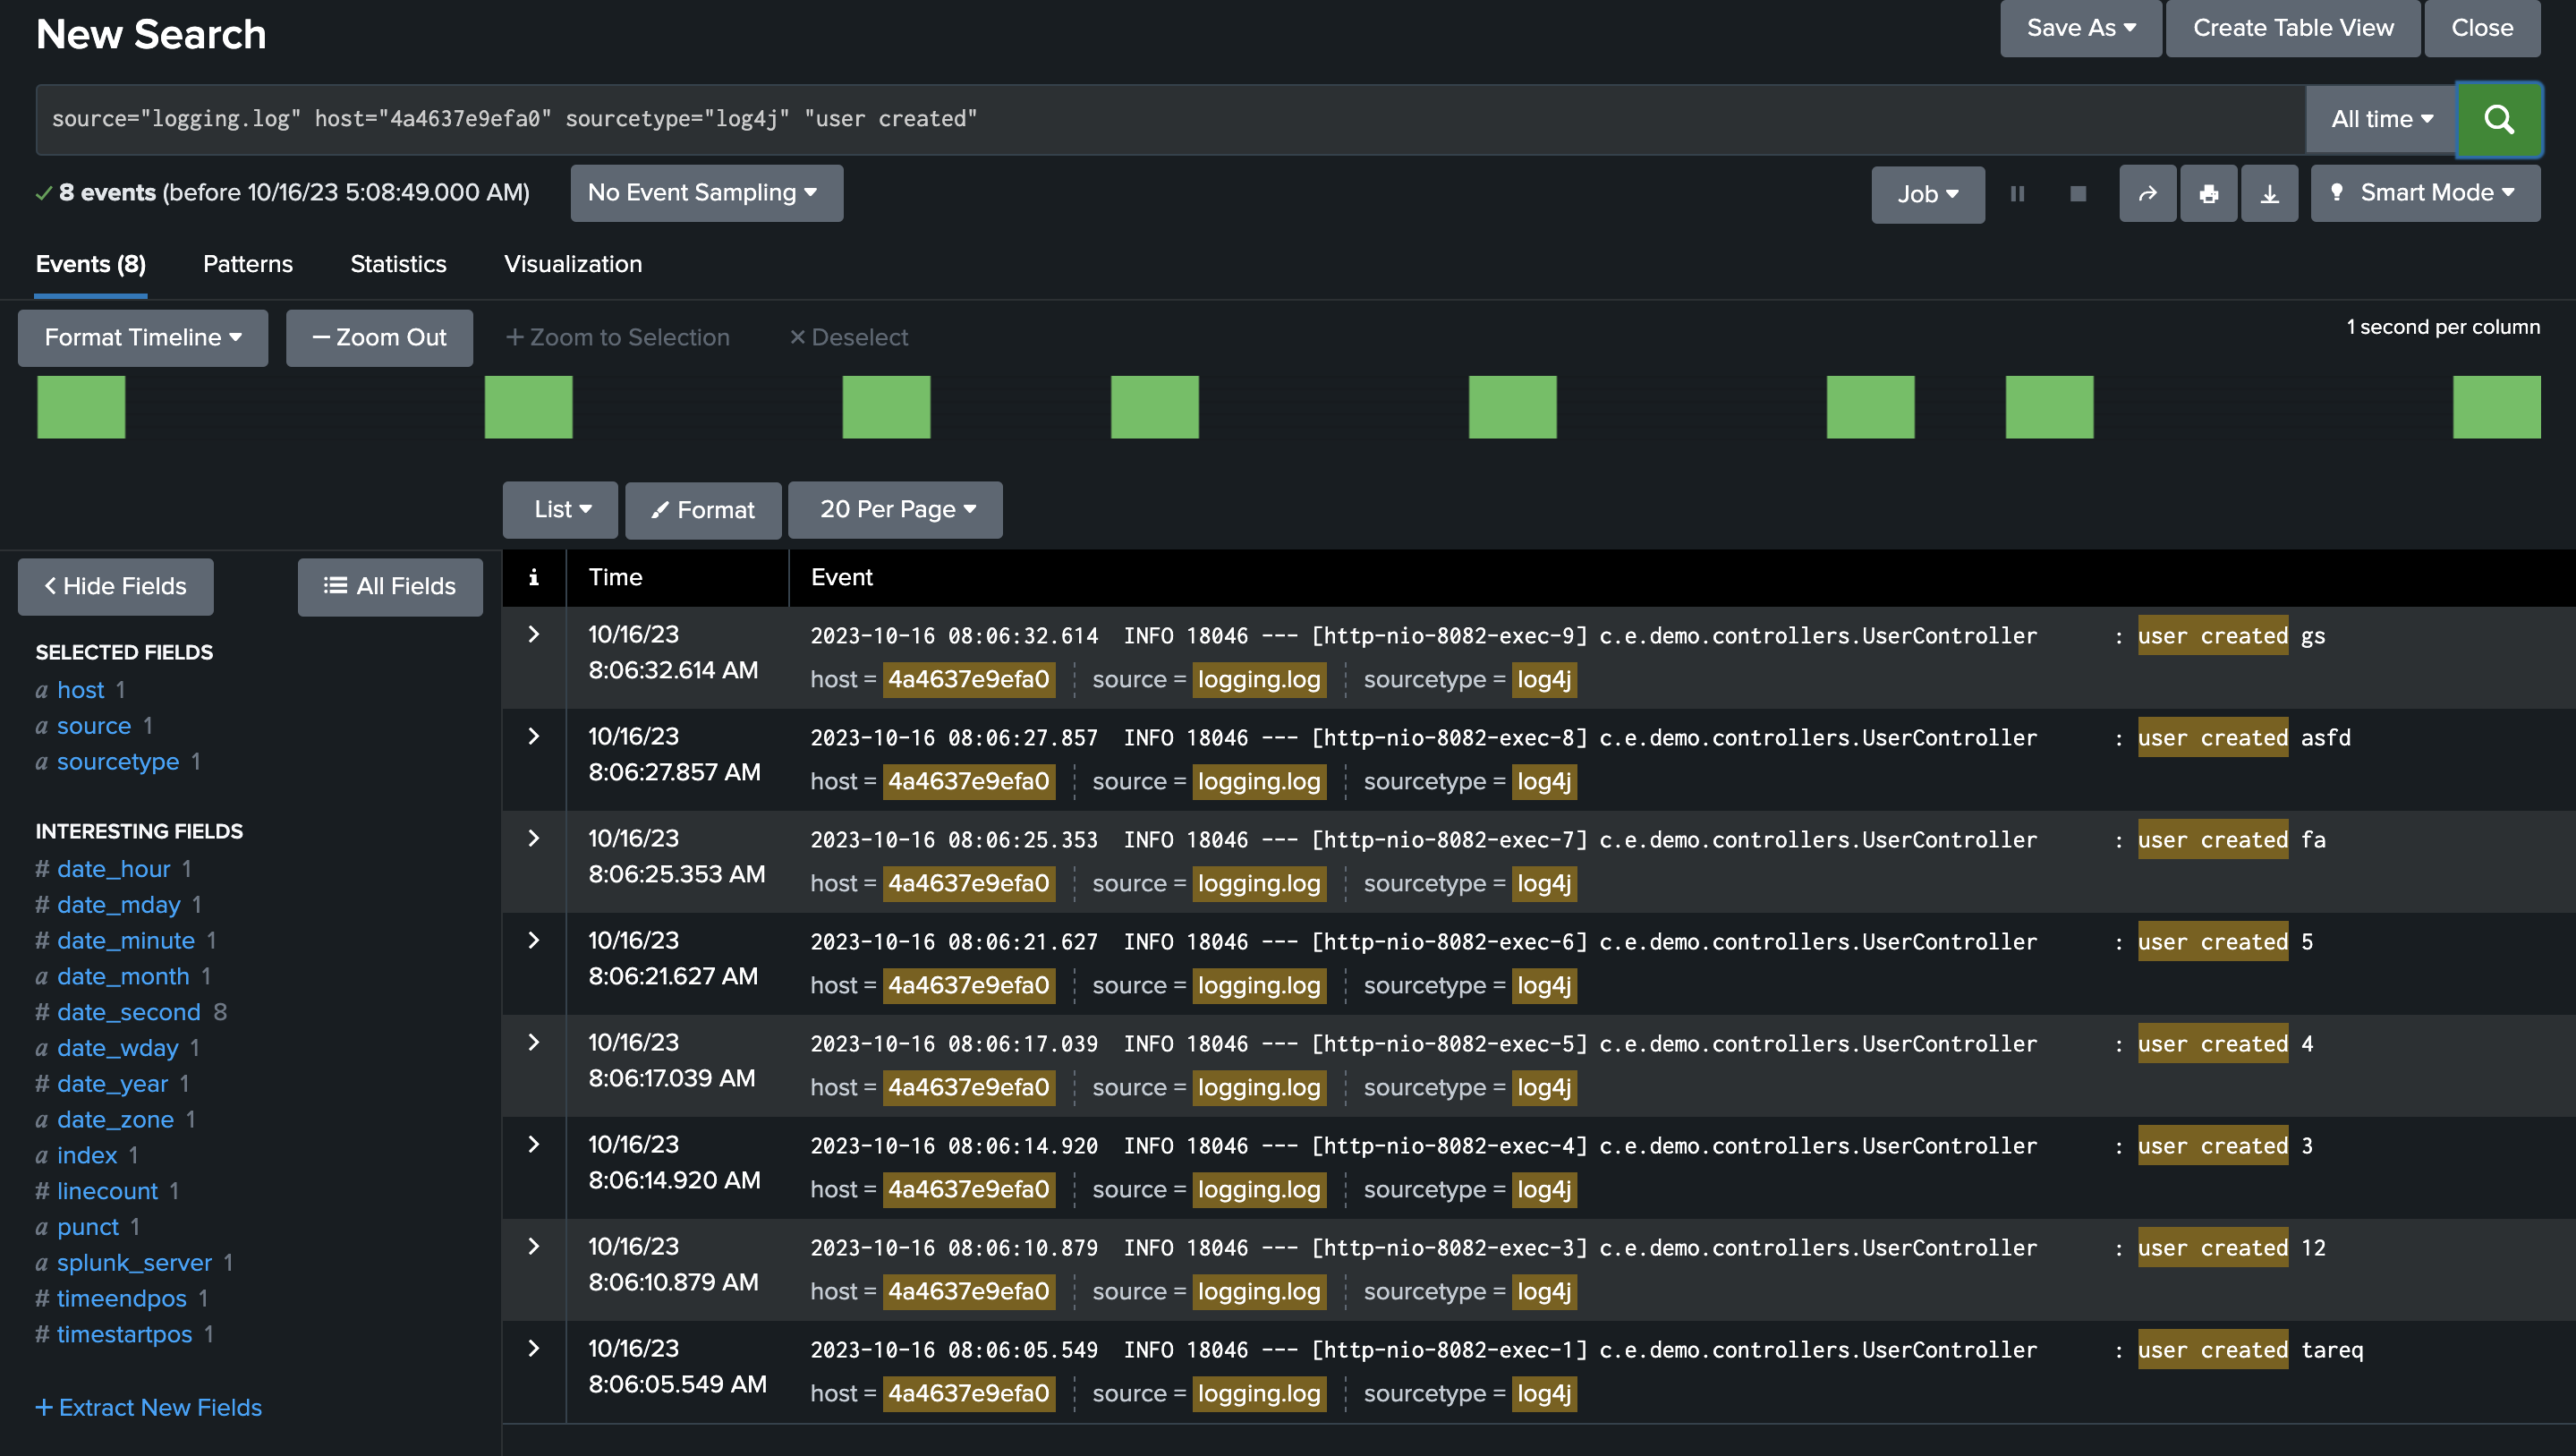 New Search
Save As
Create Table View
Close
source="logging.log" host="4a4637e9efa0" sourcetype="log4j" "user created"
All time
8 events (before 10/16/23 5:08:49.000 AM)
No Event Sampling
Job
Smart Mode
Events (8)
Patterns
Statistics
Visualization
Format Timeline
— Zoom Out
+ Zoom to Selection
× Deselect
1 second per column
List
Format
20 Per Page
Hide Fields
All Fields
SELECTED FIELDS
a host 1
a source 1
a sourcetype 1
INTERESTING FIELDS
# date_hour 1
# date_mday 1
# date_minute 1
a date_month 1
# date_second 8
a date_wday 1
# date_year 1
a date_zone 1
a index 1
# linecount 1
a punct 1
a splunk_server 1
# timeendpos 1
# timestartpos 1
+ Extract New Fields
i Time Event
10/16/23
8:06:32.614 AM
2023-10-16 08:06:32.614  INFO 18046 --- [http-nio-8082-exec-9] c.e.demo.controllers.UserController      : user created gs
host = 4a4637e9efa0 source = logging.log sourcetype = log4j
10/16/23
8:06:27.857 AM
2023-10-16 08:06:27.857  INFO 18046 --- [http-nio-8082-exec-8] c.e.demo.controllers.UserController      : user created asfd
host = 4a4637e9efa0 source = logging.log sourcetype = log4j
10/16/23
8:06:25.353 AM
2023-10-16 08:06:25.353  INFO 18046 --- [http-nio-8082-exec-7] c.e.demo.controllers.UserController      : user created fa
host = 4a4637e9efa0 source = logging.log sourcetype = log4j
10/16/23
8:06:21.627 AM
2023-10-16 08:06:21.627  INFO 18046 --- [http-nio-8082-exec-6] c.e.demo.controllers.UserController      : user created 5
host = 4a4637e9efa0 source = logging.log sourcetype = log4j
10/16/23
8:06:17.039 AM
2023-10-16 08:06:17.039  INFO 18046 --- [http-nio-8082-exec-5] c.e.demo.controllers.UserController      : user created 4
host = 4a4637e9efa0 source = logging.log sourcetype = log4j
10/16/23
8:06:14.920 AM
2023-10-16 08:06:14.920  INFO 18046 --- [http-nio-8082-exec-4] c.e.demo.controllers.UserController      : user created 3
host = 4a4637e9efa0 source = logging.log sourcetype = log4j
10/16/23
8:06:10.879 AM
2023-10-16 08:06:10.879  INFO 18046 --- [http-nio-8082-exec-3] c.e.demo.controllers.UserController      : user created 12
host = 4a4637e9efa0 source = logging.log sourcetype = log4j
10/16/23
8:06:05.549 AM
2023-10-16 08:06:05.549  INFO 18046 --- [http-nio-8082-exec-1] c.e.demo.controllers.UserController      : user created tareq
host = 4a4637e9efa0 source = logging.log sourcetype = log4j